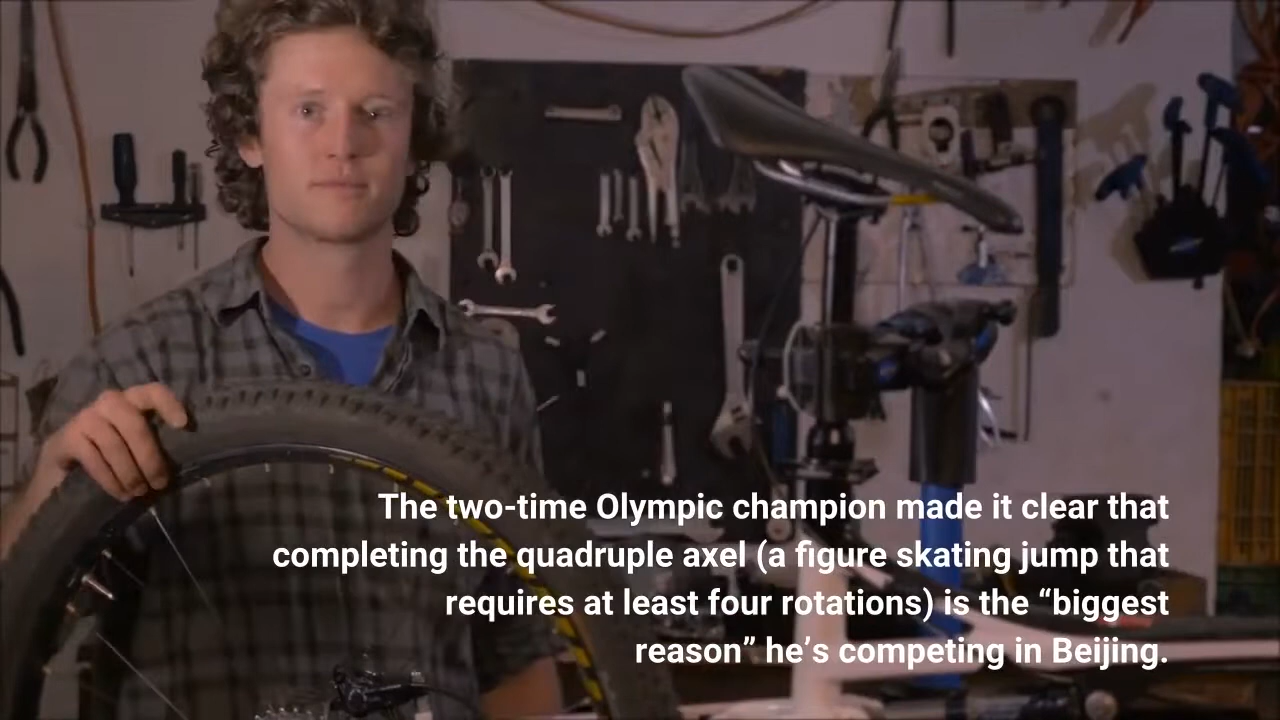 The two-time Olympic champion made it clear that
completing the quadruple axel (a figure skating jump that
requires at least four rotations) is the “biggest
reason” he’s competing in Beijing.